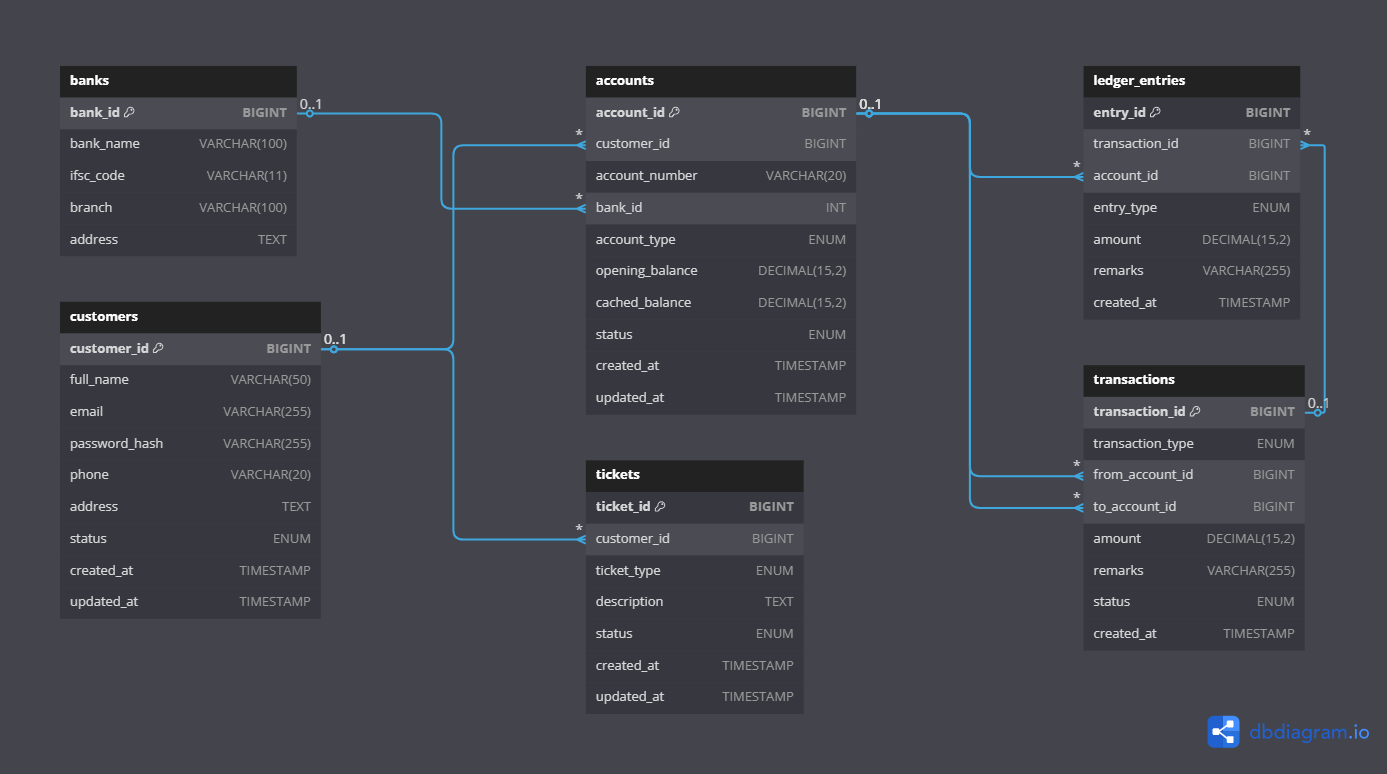 banks
bank_id BIGINT
bank_name VARCHAR(100)
ifsc_code VARCHAR(11)
branch VARCHAR(100)
address TEXT
0..1
customers
customer_id BIGINT
full_name VARCHAR(50)
email VARCHAR(255)
password_hash VARCHAR(255)
phone VARCHAR(20)
address TEXT
status ENUM
created_at TIMESTAMP
updated_at TIMESTAMP
0..1
accounts
account_id BIGINT
* customer_id BIGINT
account_number VARCHAR(20)
* bank_id INT
account_type ENUM
opening_balance DECIMAL(15,2)
cached_balance DECIMAL(15,2)
status ENUM
created_at TIMESTAMP
updated_at TIMESTAMP
0..1
tickets
ticket_id BIGINT
* customer_id BIGINT
ticket_type ENUM
description TEXT
status ENUM
created_at TIMESTAMP
updated_at TIMESTAMP
ledger_entries
entry_id BIGINT
transaction_id BIGINT *
* account_id BIGINT
entry_type ENUM
amount DECIMAL(15,2)
remarks VARCHAR(255)
created_at TIMESTAMP
transactions
transaction_id BIGINT 0..1
transaction_type ENUM
* from_account_id BIGINT
* to_account_id BIGINT
amount DECIMAL(15,2)
remarks VARCHAR(255)
status ENUM
created_at TIMESTAMP
dbdiagram.io